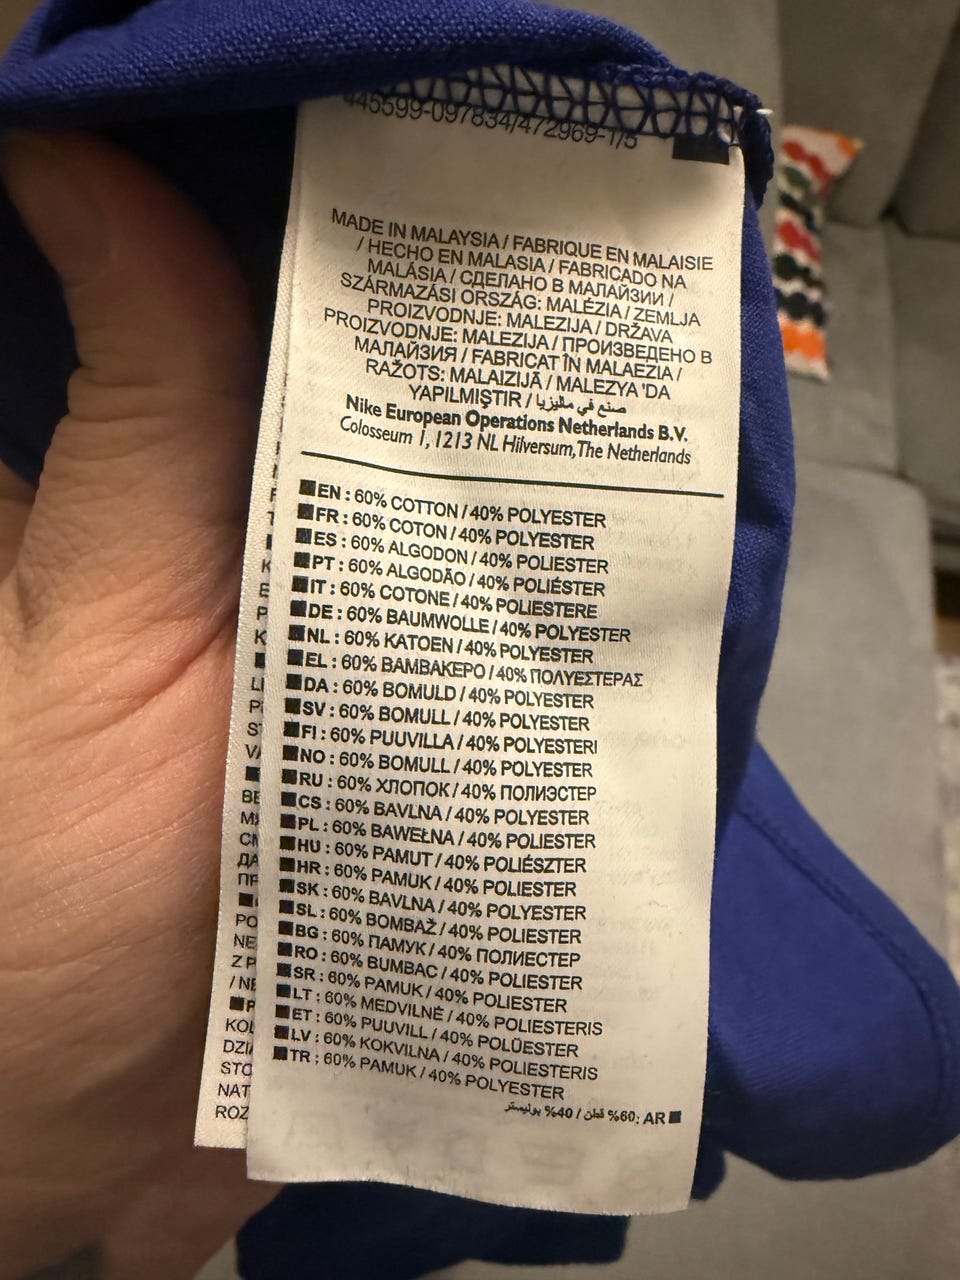 445599-097834/472969-1/5
MADE IN MALAYSIA / FABRIQUE EN MALAISIE
/ HECHO EN MALASIA / FABRICADO NA
MALÁSIA / СДЕЛАНО В МАЛАЙЗИИ /
SZÁRMAZÁSI ORSZÁG: MALÉZIA / ZEMLJA
PROIZVODNJE: MALEZIJA / DRŽAVA
PROIZVODNJE: MALEZIJA / ПРОИЗВЕДЕНО В
МАЛАЙЗИЯ / FABRICAT ÎN MALAEZIA /
RAŽOTS: MALAIZIJĀ / MALEZYA 'DA
YAPILMIŞTIR / صنع في ماليزيا
Nike European Operations Netherlands B.V.
Colosseum 1, 1213 NL Hilversum, The Netherlands
EN : 60% COTTON / 40% POLYESTER
FR : 60% COTON / 40% POLYESTER
ES : 60% ALGODON / 40% POLIESTER
PT : 60% ALGODÃO / 40% POLIÉSTER
IT : 60% COTONE / 40% POLIESTERE
DE : 60% BAUMWOLLE / 40% POLYESTER
NL : 60% KATOEN / 40% POLYESTER
EL : 60% ΒΑΜΒΑΚΕΡΟ / 40% ΠΟΛΥΕΣΤΕΡΑΣ
DA : 60% BOMULD / 40% POLYESTER
SV : 60% BOMULL / 40% POLYESTER
FI : 60% PUUVILLA / 40% POLYESTERI
NO : 60% BOMULL / 40% POLYESTER
RU : 60% ХЛОПОК / 40% ПОЛИЭСТЕР
CS : 60% BAVLNA / 40% POLYESTER
PL : 60% BAWEŁNA / 40% POLIESTER
HU : 60% PAMUT / 40% POLIÉSZTER
HR : 60% PAMUK / 40% POLIESTER
SK : 60% BAVLNA / 40% POLYESTER
SL : 60% BOMBAŽ / 40% POLIESTER
BG : 60% ПАМУК / 40% ПОЛИЕСТЕР
RO : 60% BUMBAC / 40% POLIESTER
SR : 60% PAMUK / 40% POLIESTER
LT : 60% MEDVILNĖ / 40% POLIESTERIS
ET : 60% PUUVILL / 40% POLÜESTER
LV : 60% KOKVILNA / 40% POLIESTERIS
TR : 60% PAMUK / 40% POLYESTER
AR :60% قطن / 40% بوليستر